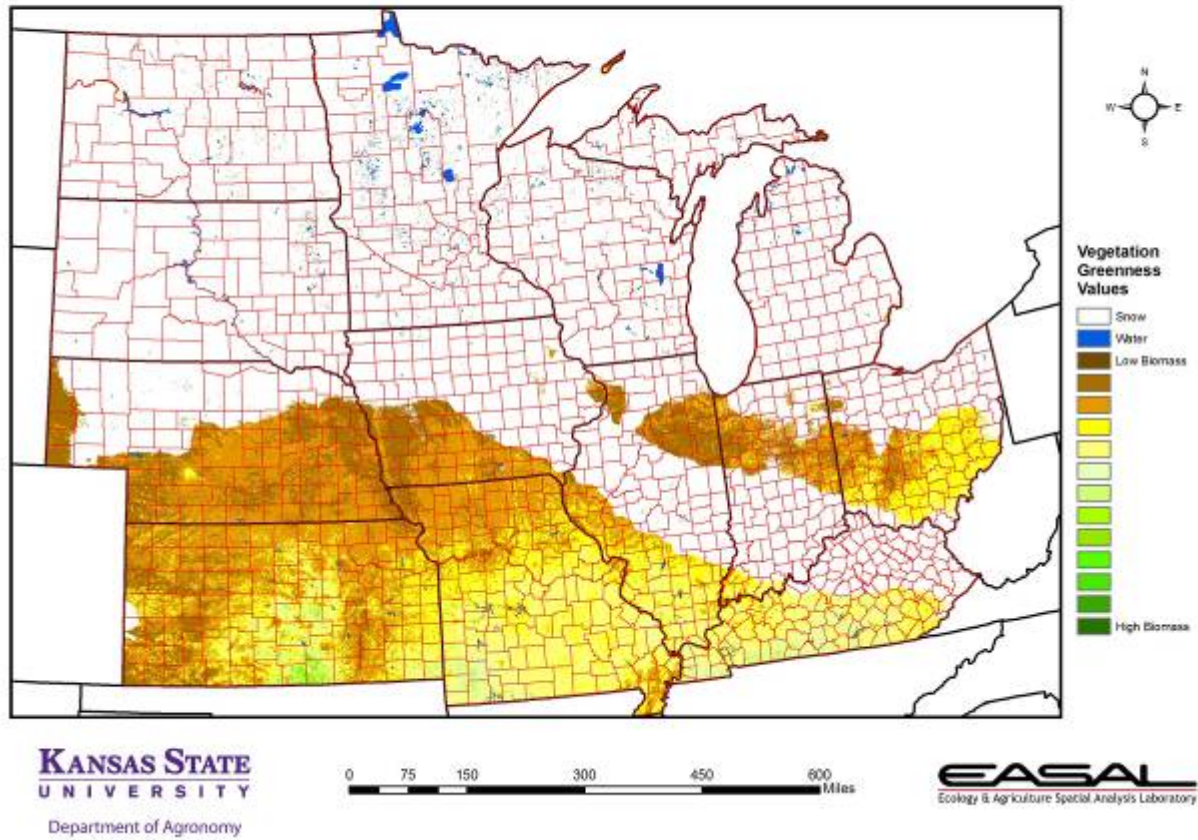 N
W E
S
Vegetation
Greenness
Values
Snow
Water
Low Biomass
High Biomass
KANSAS STATE
UNIVERSITY
Department of Agronomy
0 75 150 300 450 600
Miles
EASAL
Ecology & Agriculture Spatial Analysis Laboratory